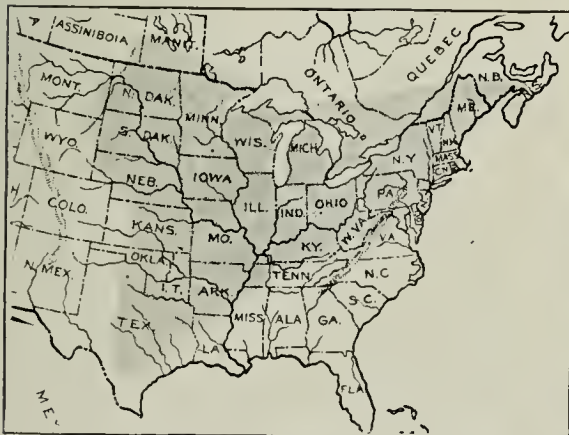 ASSINIBOIA
MANIT.
ONTARIO
QUEBEC
N.B.
N.S.
ME.
MONT.
N. DAK.
MINN.
VT.
N.H.
WYO.
S. DAK.
WIS.
MICH.
N.Y.
MASS
CN.
NEB.
IOWA
ILL.
IND.
OHIO
PA.
COLO.
KANS.
MO.
KY.
W.VA.
VA.
OKLA.
TENN.
N.C.
N. MEX.
I.T.
ARK.
S.C.
TEX.
LA.
MISS.
ALA
GA.
FLA.